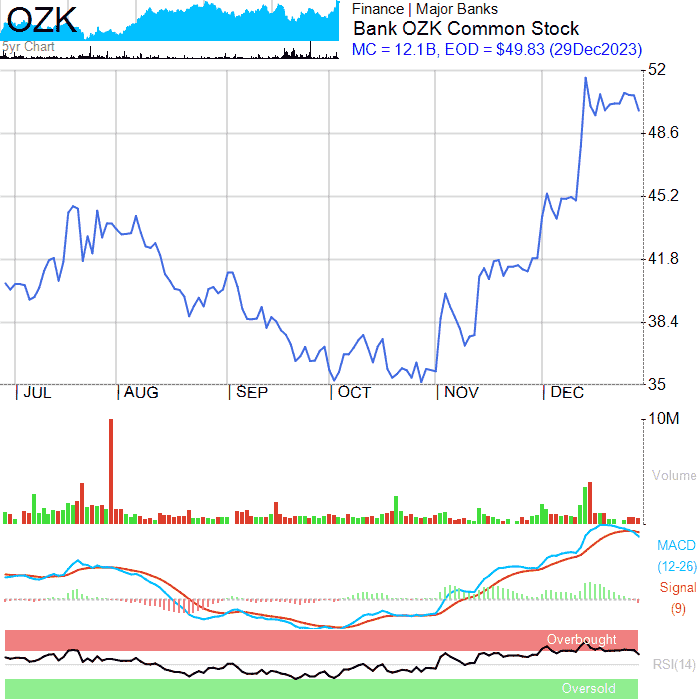 OZK
5yr Chart
Finance | Major Banks
Bank OZK Common Stock
MC = 12.1B, EOD = $49.83 (29Dec2023)
52
48.6
45.2
41.8
38.4
35
JUL AUG SEP OCT NOV DEC
10M
Volume
MACD
(12-26)
Signal
(9)
Overbought
RSI(14)
Oversold